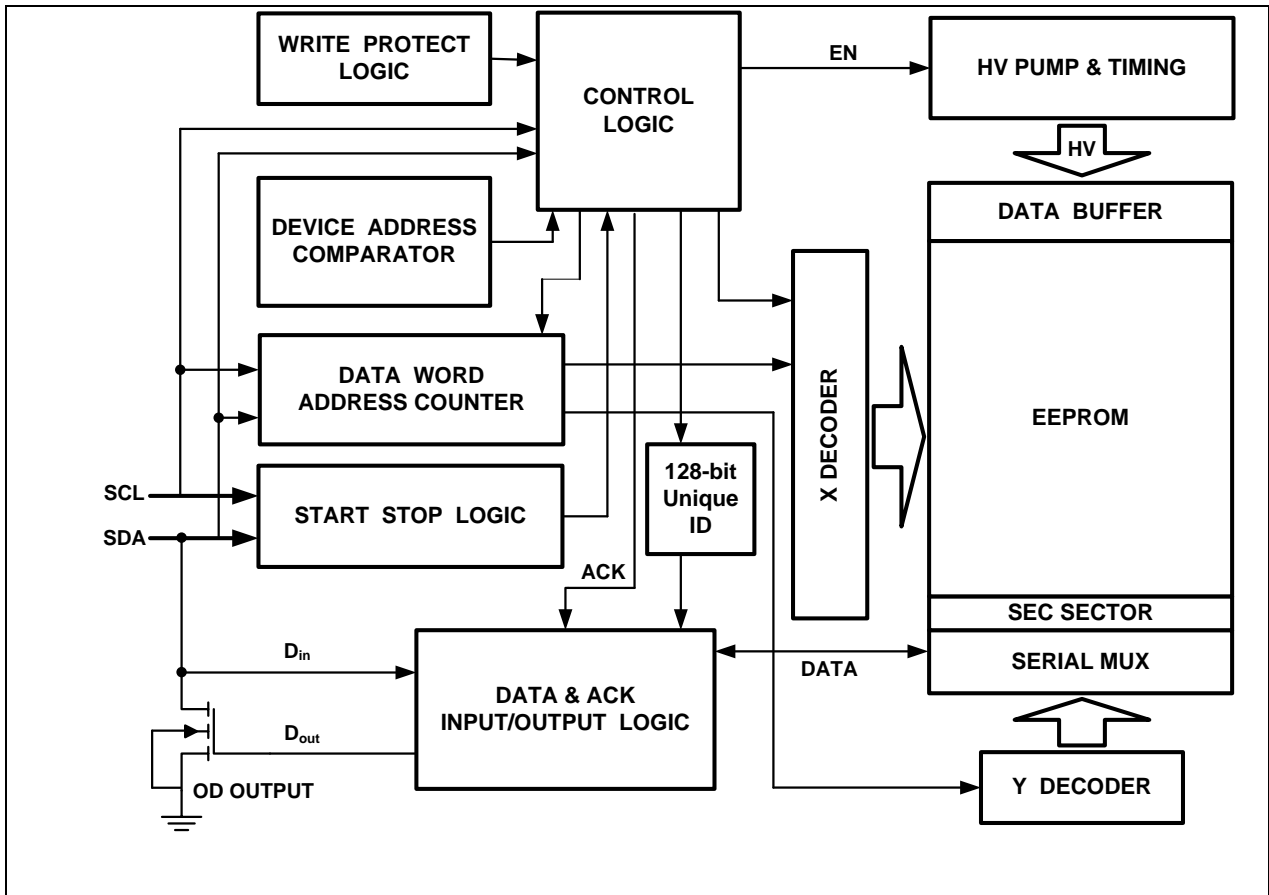 WRITE PROTECT
LOGIC
CONTROL
LOGIC
EN
HV PUMP & TIMING
HV
DEVICE ADDRESS
COMPARATOR
DATA BUFFER
DATA WORD
ADDRESS COUNTER
X DECODER
EEPROM
SCL
SDA
START STOP LOGIC
128-bit
Unique
ID
ACK
SEC SECTOR
SERIAL MUX
Din
DATA
DATA & ACK
INPUT/OUTPUT LOGIC
Dout
OD OUTPUT
Y DECODER